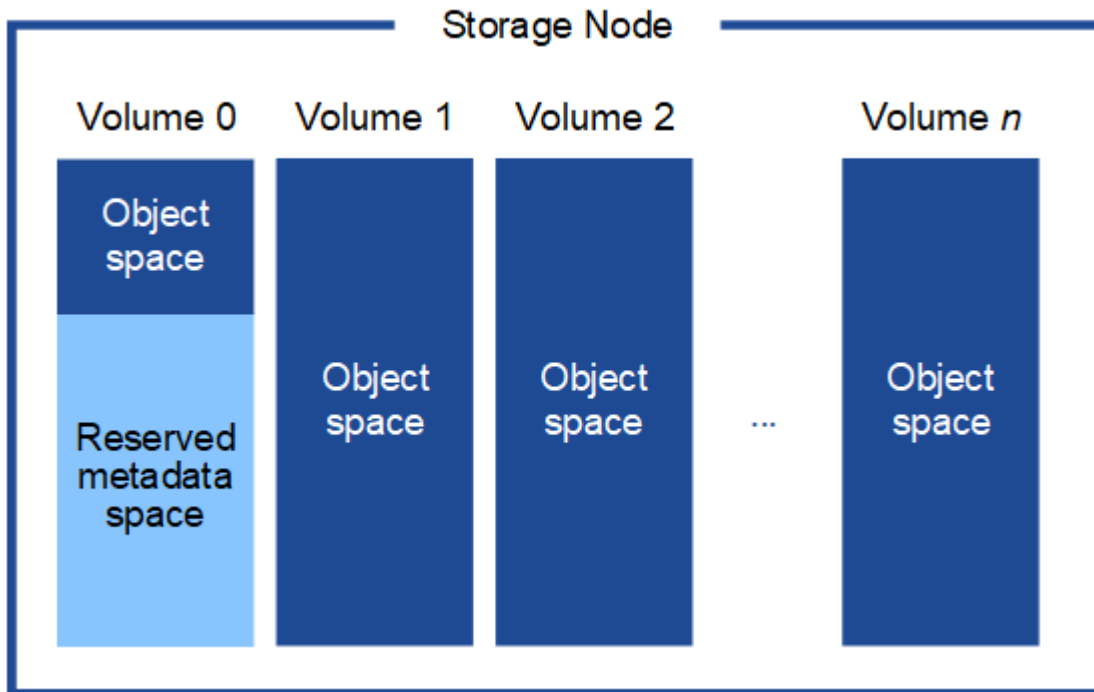 Storage Node
Volume 0
Volume 1
Volume 2
Volume n
Object
space
Reserved
metadata
space
Object
space
Object
space
...
Object
space